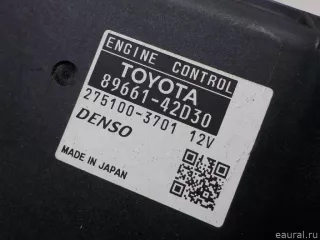 ENGINE CONTROL
TOYOTA
89661-42D30
275100-3701 12V
DENSO
MADE IN JAPAN
eaural.ru